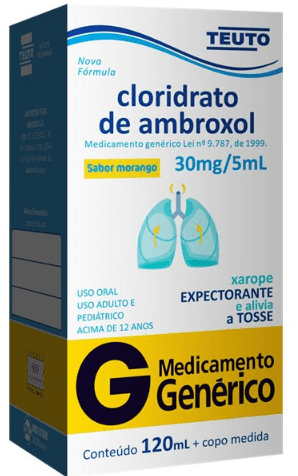 TEUTO
TEUTO
Nova
Fórmula
cloridrato
de ambroxol
Medicamento genérico Lei nº 9.787, de 1999.
Sabor morango
30mg/5mL
xarope
EXPECTORANTE
e alivia
a TOSSE
USO ORAL
USO ADULTO E
PEDIÁTRICO
ACIMA DE 12 ANOS
G Medicamento
Genérico
Conteúdo 120mL + copo medida